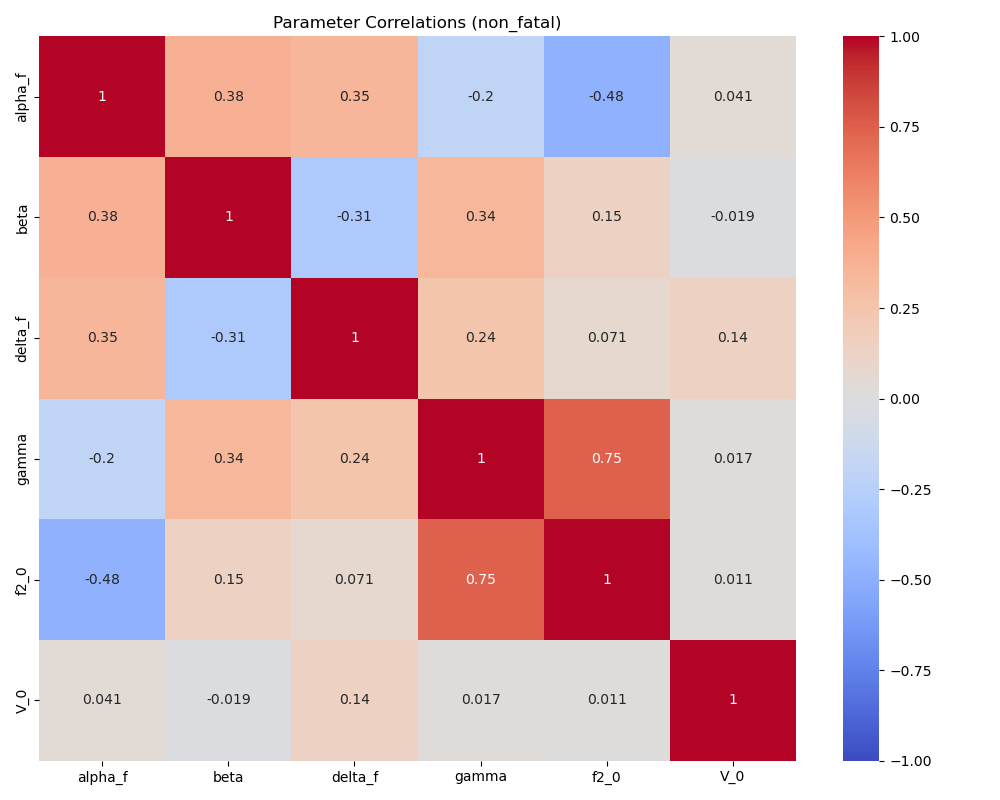 Parameter Correlations (non_fatal)
alpha_f 1 0.38 0.35 -0.2 -0.48 0.041
beta 0.38 1 -0.31 0.34 0.15 -0.019
delta_f 0.35 -0.31 1 0.24 0.071 0.14
gamma -0.2 0.34 0.24 1 0.75 0.017
f2_0 -0.48 0.15 0.071 0.75 1 0.011
V_0 0.041 -0.019 0.14 0.017 0.011 1
alpha_f beta delta_f gamma f2_0 V_0
1.00
0.75
0.50
0.25
0.00
−0.25
−0.50
−0.75
−1.00